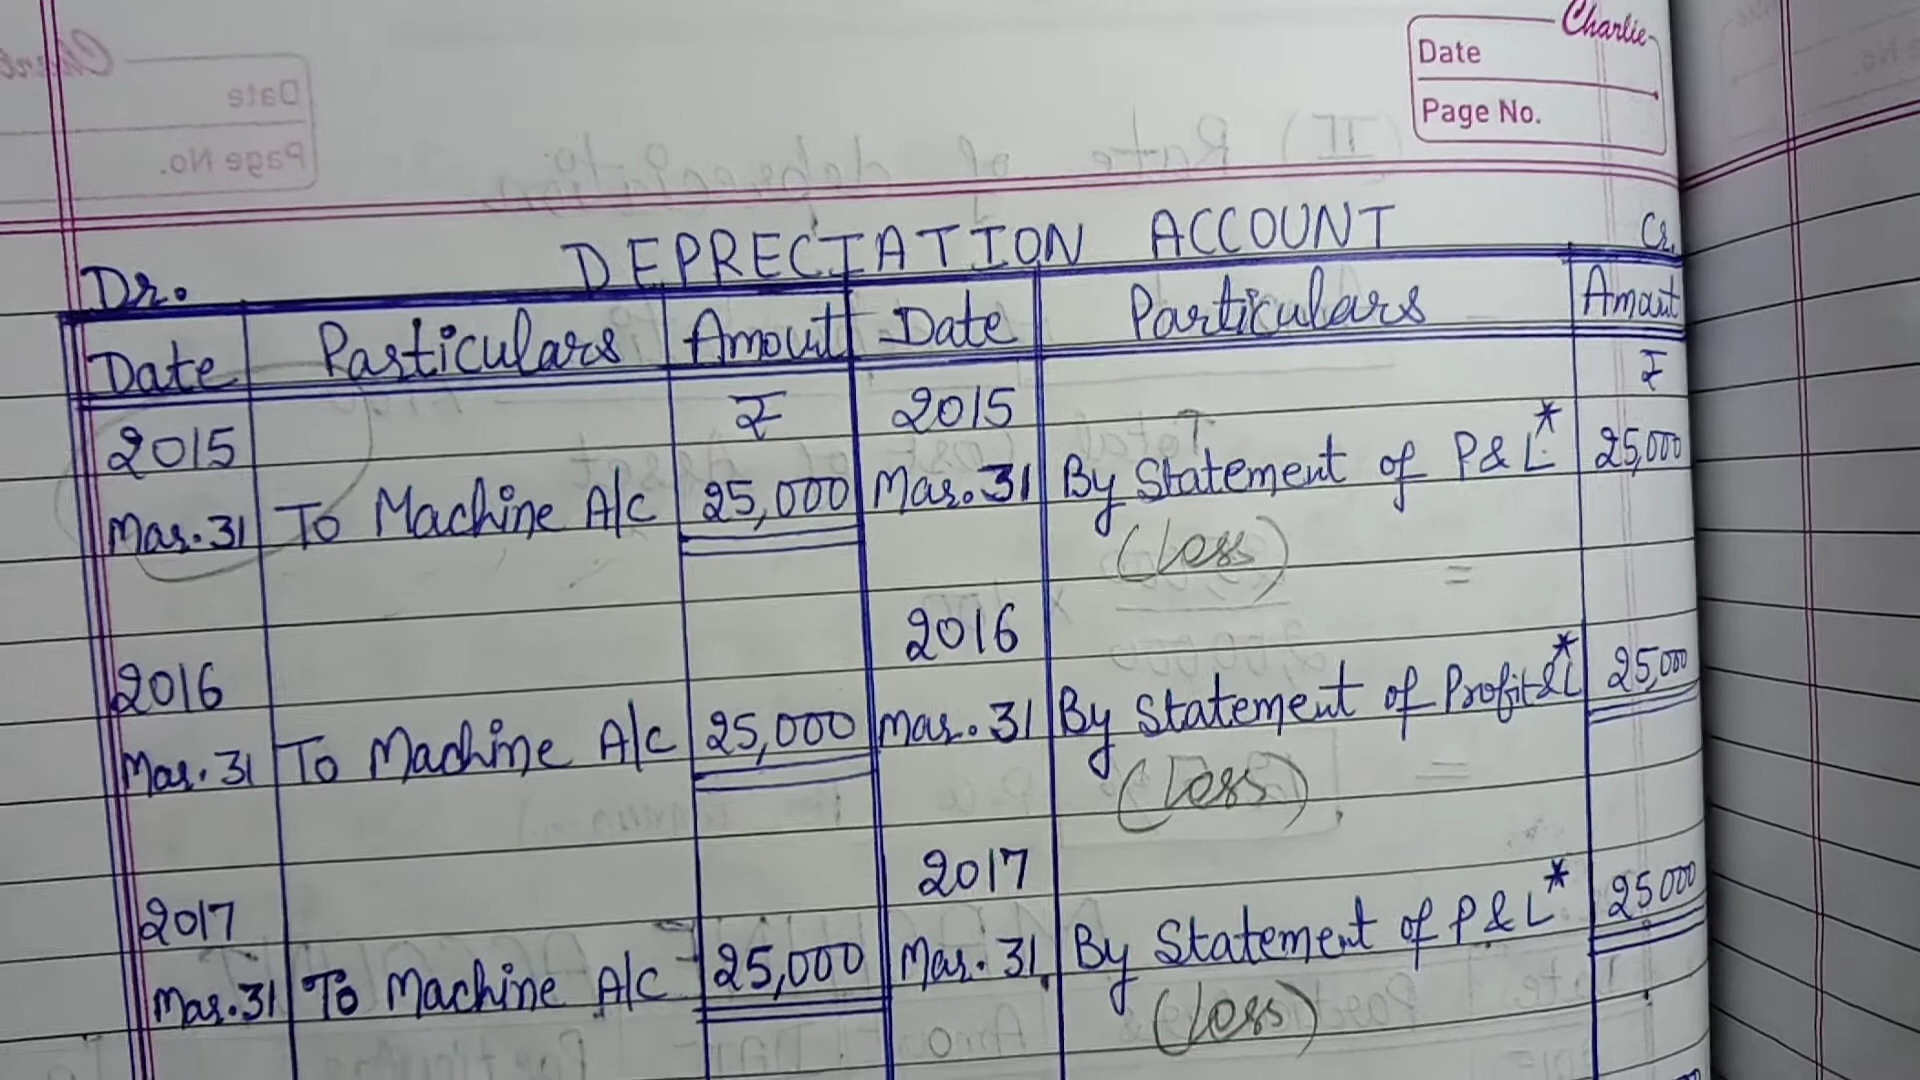 Charlie
Date
Page No.
DEPRECIATION ACCOUNT
Dr. Cr.
Date Particulars Amout Date Particulars Amout
₹ ₹
2015 2015
Mar. 31 To Machine A/c 25,000 Mar. 31 By Statement of P & L* 25,000
(Loss)
2016 2016
Mar. 31 To Machine A/c 25,000 Mar. 31 By Statement of Profit & L* 25,000
(Loss)
2017 2017
Mar. 31 To Machine A/c 25,000 Mar. 31 By Statement of P & L* 25000
(Loss)